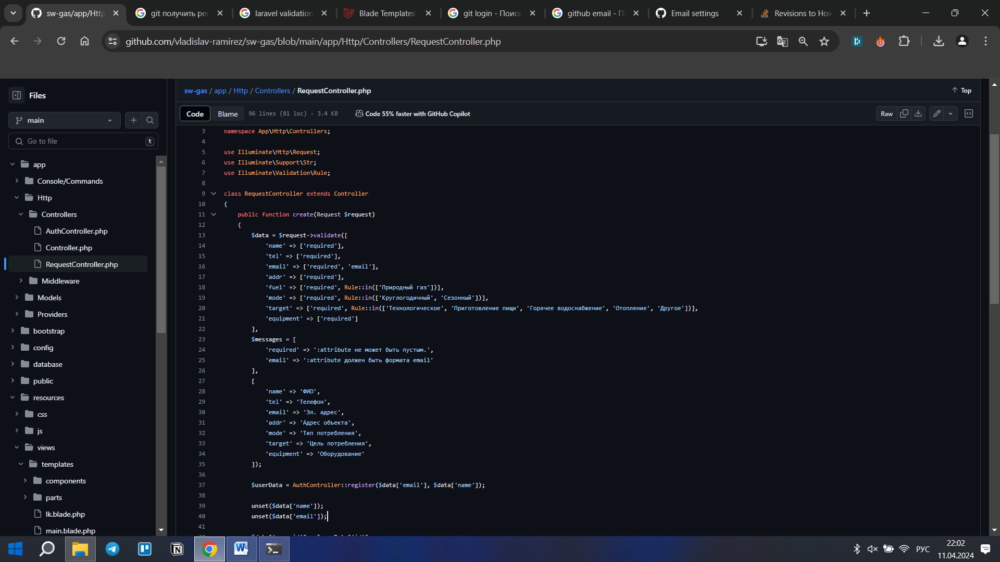 sw-gas/app/Http
git получить реп
laravel validation
Blade Templates
git login - Поиск
github email - П
Email settings
Revisions to How
github.com/vladislav-ramirez/sw-gas/blob/main/app/Http/Controllers/RequestController.php
Files
main
Go to file
t
app
Console/Commands
Http
Controllers
AuthController.php
Controller.php
RequestController.php
Middleware
Models
Providers
bootstrap
config
database
public
resources
css
js
views
templates
components
parts
lk.blade.php
main.blade.php
sw-gas / app / Http / Controllers / RequestController.php
Top
Code
Blame
96 lines (81 loc) · 3.4 KB
Code 55% faster with GitHub Copilot
Raw
3 namespace App\Http\Controllers;
4
5 use Illuminate\Http\Request;
6 use Illuminate\Support\Str;
7 use Illuminate\Validation\Rule;
8
9 class RequestController extends Controller
10 {
11 public function create(Request $request)
12 {
13 $data = $request->validate([
14 'name' => ['required'],
15 'tel' => ['required'],
16 'email' => ['required', 'email'],
17 'addr' => ['required'],
18 'fuel' => ['required', Rule::in(['Природный газ'])],
19 'mode' => ['required', Rule::in(['Круглогодичный', 'Сезонный'])],
20 'target' => ['required', Rule::in(['Технологическое', 'Приготовление пищи', 'Горячее водоснабжение', 'Отопление', 'Другое'])],
21 'equipment' => ['required']
22 ],
23 $messages = [
24 'required' => ':attribute не может быть пустым.',
25 'email' => ':attribute должен быть формата email'
26 ],
27 [
28 'name' => 'ФИО',
29 'tel' => 'Телефон',
30 'email' => 'Эл. адрес',
31 'addr' => 'Адрес объекта',
32 'mode' => 'Тип потребления',
33 'target' => 'Цель потребления',
34 'equipment' => 'Оборудование'
35 ]);
36
37 $userData = AuthController::register($data['email'], $data['name']);
38
39 unset($data['name']);
40 unset($data['email']);
41
РУС
22:02
11.04.2024